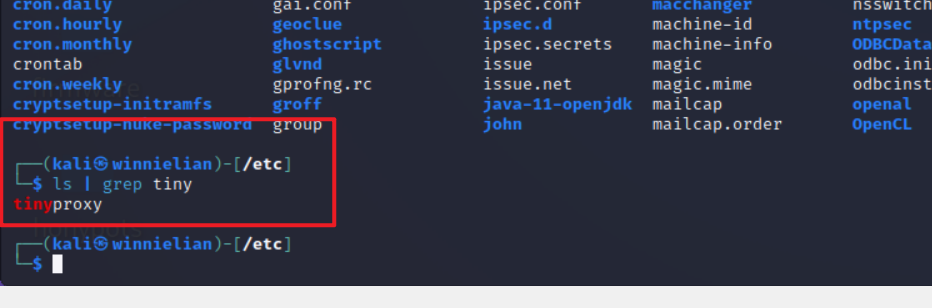 cron.daily gai.conf ipsec.conf macchanger nsswitch
cron.hourly geoclue ipsec.d machine-id ntpsec
cron.monthly ghostscript ipsec.secrets machine-info ODBCData
crontab glvnd issue magic odbc.ini
cron.weekly gprofng.rc issue.net magic.mime odbcinst
cryptsetup-initramfs groff java-11-openjdk mailcap openal
cryptsetup-nuke-password group john mailcap.order OpenCL
┌──(kali㉿winnielian)-[/etc]
└─$ ls | grep tiny
tinyproxy
┌──(kali㉿winnielian)-[/etc]
└─$